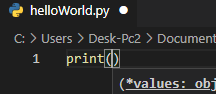 helloWorld.py
C: > Users > Desk-Pc2 > Document
1 print()
(*values: obj